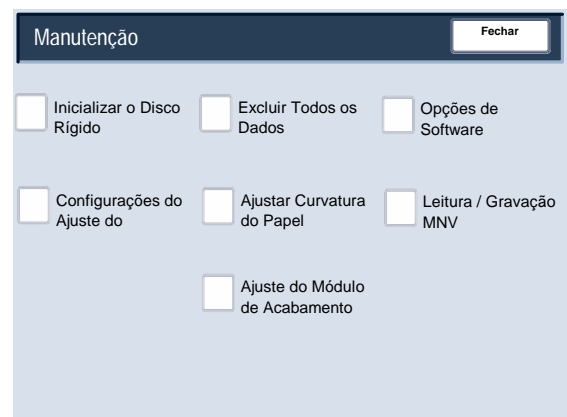 Manutenção
Fechar
Inicializar o Disco
Rígido
Excluir Todos os
Dados
Opções de
Software
Configurações do
Ajuste do
Ajustar Curvatura
do Papel
Leitura / Gravação
MNV
Ajuste do Módulo
de Acabamento